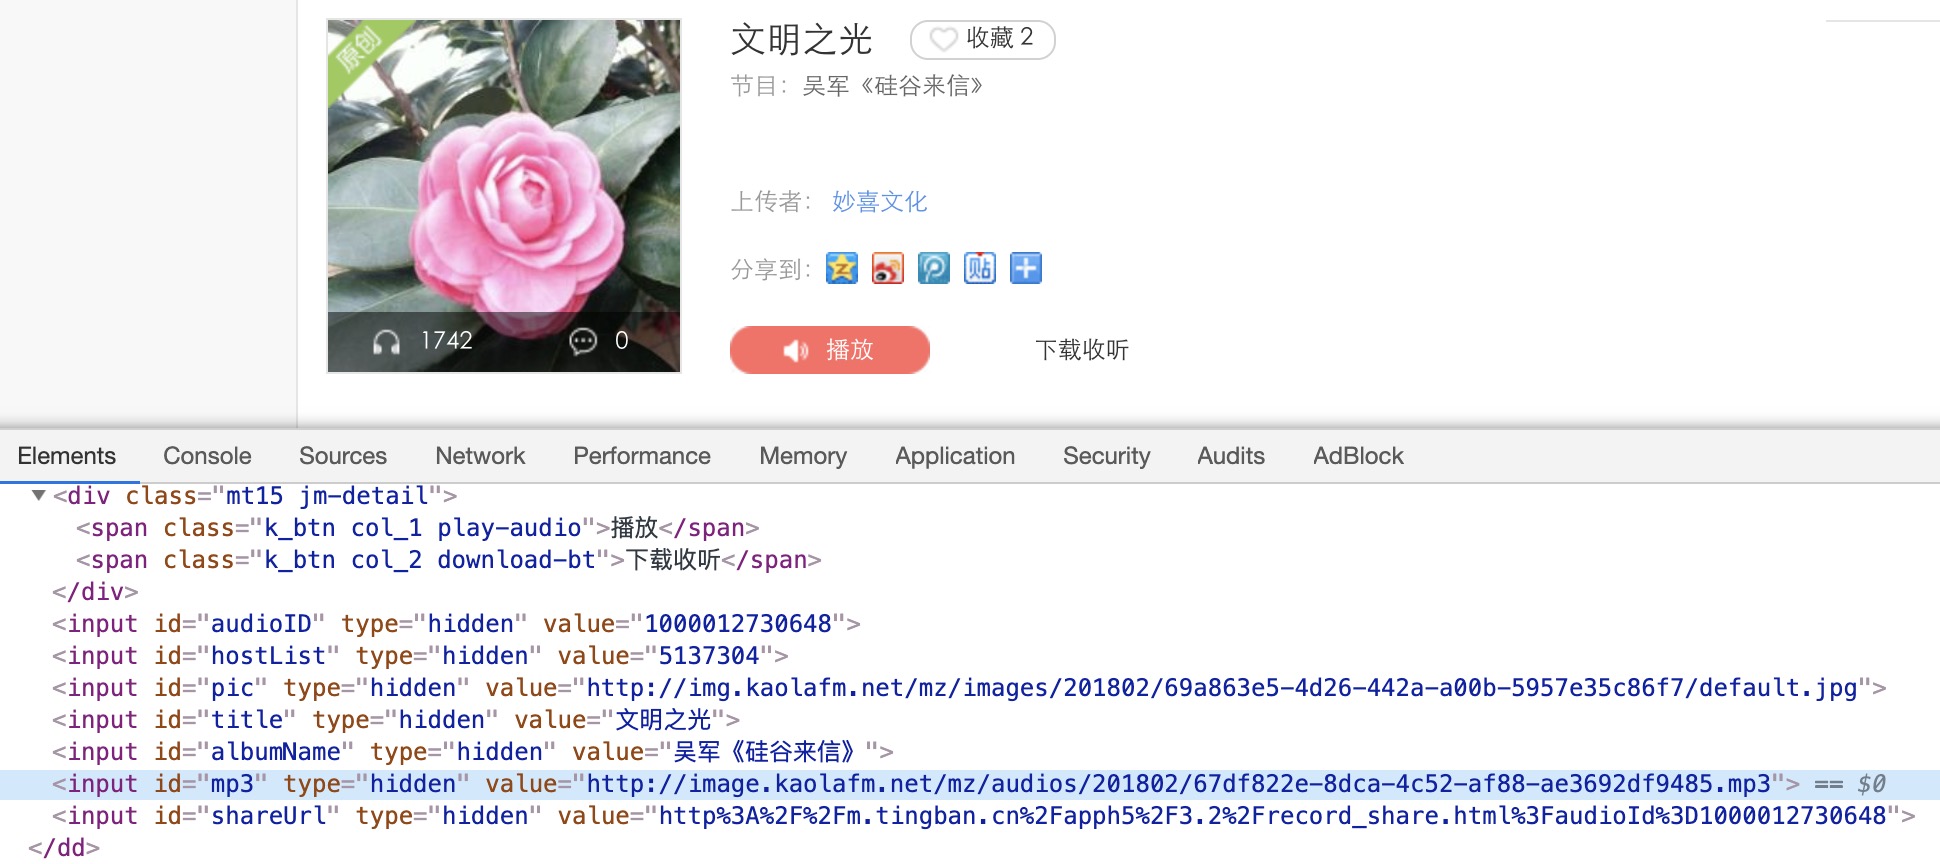 原创
文明之光
收藏 2
节目：吴军《硅谷来信》
上传者：妙喜文化
分享到：
贴
1742
0
播放
下载收听
Elements Console Sources Network Performance Memory Application Security Audits AdBlock
<div class="mt15 jm-detail">
<span class="k_btn col_1 play-audio">播放</span>
<span class="k_btn col_2 download-bt">下载收听</span>
</div>
<input id="audioID" type="hidden" value="1000012730648">
<input id="hostList" type="hidden" value="5137304">
<input id="pic" type="hidden" value="http://img.kaolafm.net/mz/images/201802/69a863e5-4d26-442a-a00b-5957e35c86f7/default.jpg">
<input id="title" type="hidden" value="文明之光">
<input id="albumName" type="hidden" value="吴军《硅谷来信》">
<input id="mp3" type="hidden" value="http://image.kaolafm.net/mz/audios/201802/67df822e-8dca-4c52-af88-ae3692df9485.mp3"> == $0
<input id="shareUrl" type="hidden" value="http%3A%2F%2Fm.tingban.cn%2Fapph5%2F3.2%2Frecord_share.html%3FaudioId%3D1000012730648">
</dd>